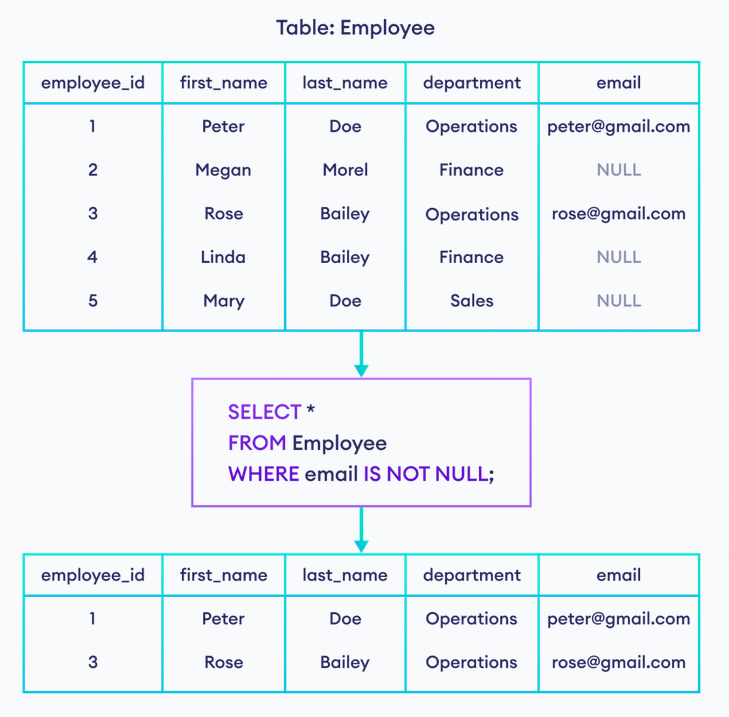 Table: Employee
employee_id first_name last_name department email
1 Peter Doe Operations peter@gmail.com
2 Megan Morel Finance NULL
3 Rose Bailey Operations rose@gmail.com
4 Linda Bailey Finance NULL
5 Mary Doe Sales NULL
SELECT *
FROM Employee
WHERE email IS NOT NULL;
employee_id first_name last_name department email
1 Peter Doe Operations peter@gmail.com
3 Rose Bailey Operations rose@gmail.com